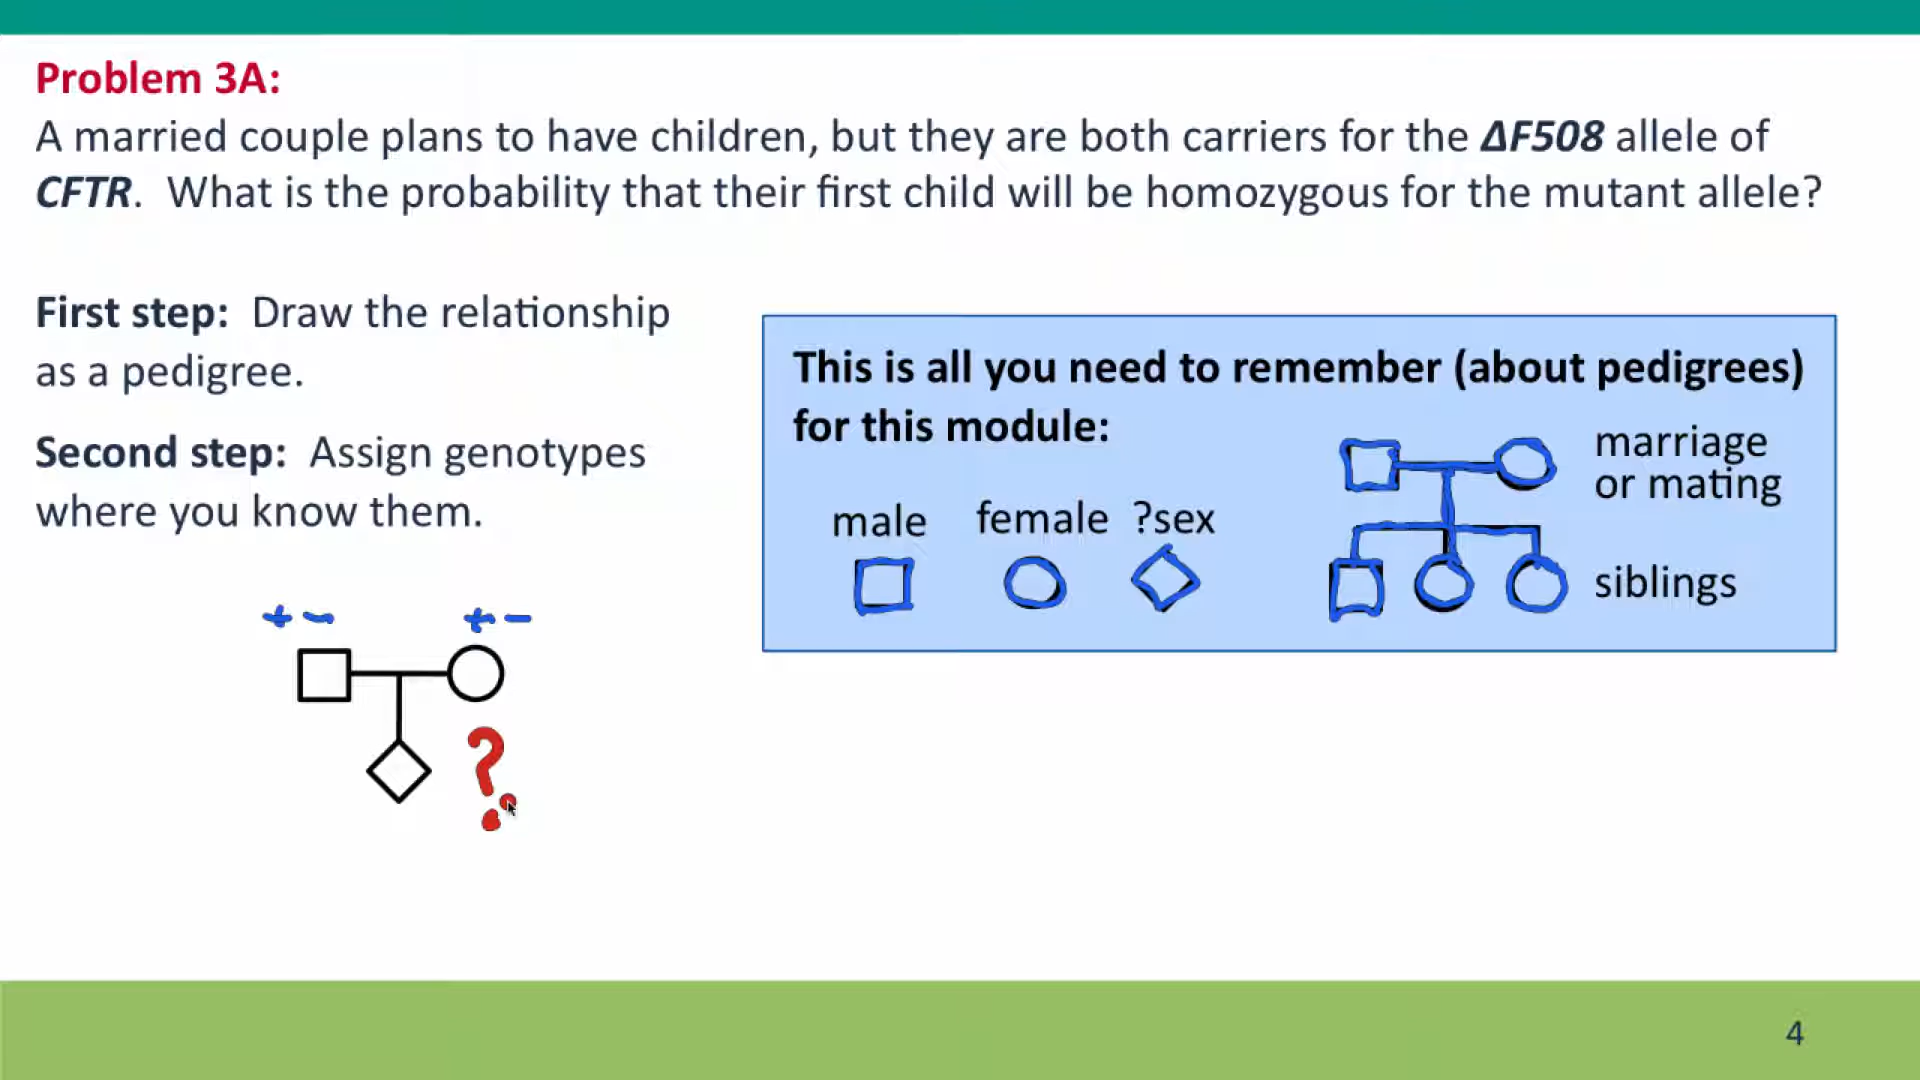 Problem 3A:
A married couple plans to have children, but they are both carriers for the ΔF508 allele of
CFTR.  What is the probability that their first child will be homozygous for the mutant allele?
First step:  Draw the relationship
as a pedigree.
Second step:  Assign genotypes
where you know them.
+ –   + –
?
This is all you need to remember (about pedigrees)
for this module:
male   female   ?sex
marriage
or mating
siblings
4